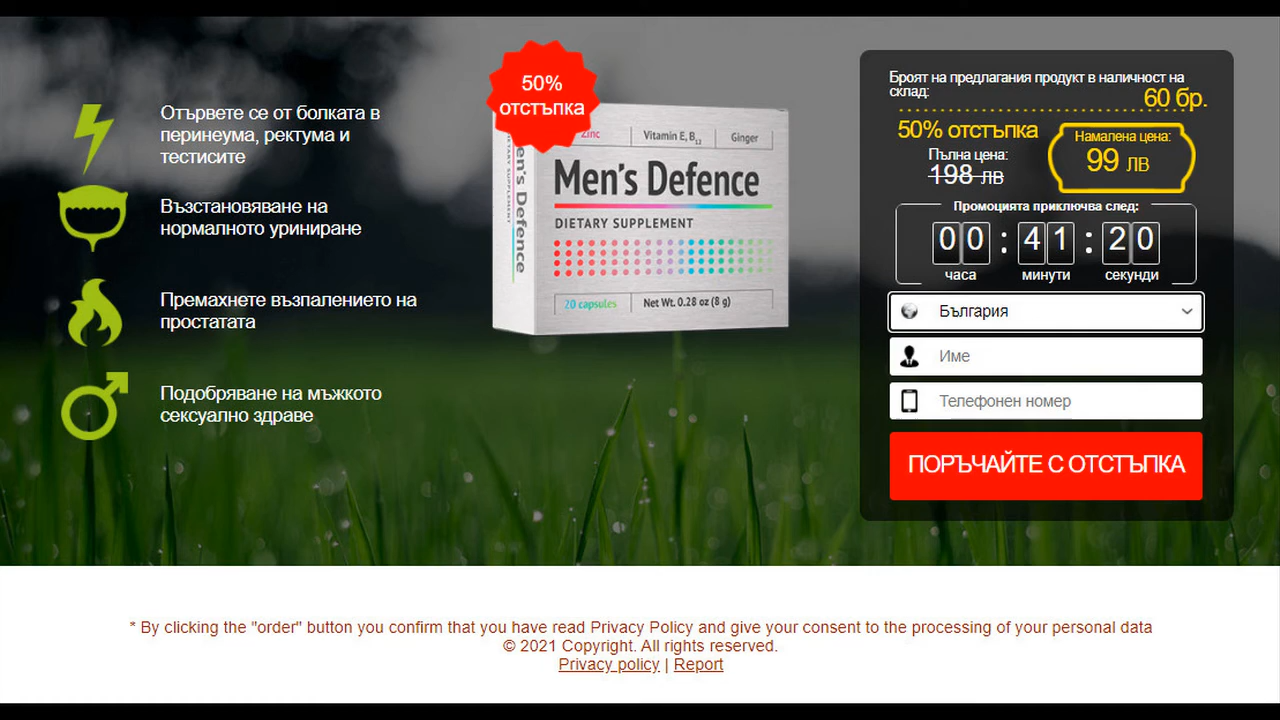 Отървете се от болката в
перинеума, ректума и
тестисите
Възстановяване на
нормалното уриниране
Премахнете възпалението на
простатата
Подобряване на мъжкото
сексуално здраве
50%
отстъпка
Zinc
Vitamin E, B12
Ginger
Men's Defence
DIETARY SUPPLEMENT
20 capsules
Net Wt. 0.28 oz (8 g)
Men's Defence
DIETARY SUPPLEMENT
Броят на предлагания продукт в наличност на
склад:
60 бр.
50% отстъпка
Пълна цена:
198 лв
Намалена цена:
99 лв
Промоцията приключва след:
00 : 41 : 20
часа минути секунди
България
Име
Телефонен номер
ПОРЪЧАЙТЕ С ОТСТЪПКА
* By clicking the "order" button you confirm that you have read Privacy Policy and give your consent to the processing of your personal data
© 2021 Copyright. All rights reserved.
Privacy policy | Report